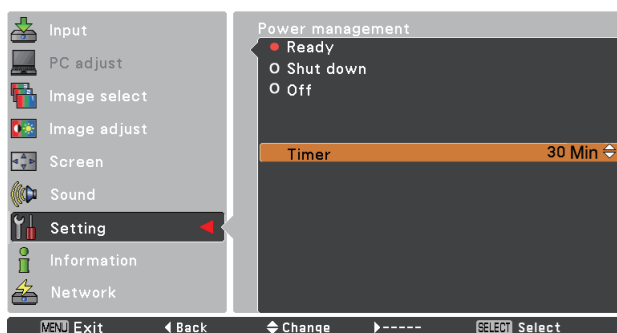 Input
PC adjust
Image select
Image adjust
Screen
Sound
Setting
Information
Network
Power management
Ready
Shut down
Off
Timer 30 Min
MENU Exit Back Change ----- SELECT Select